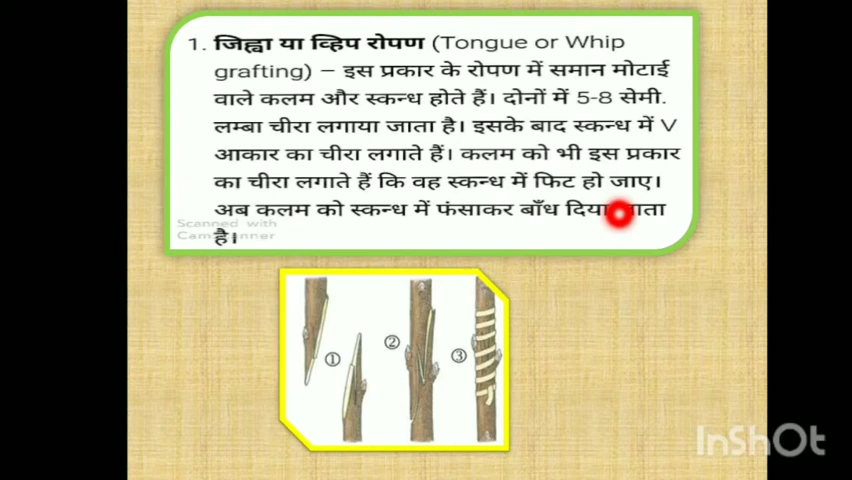 1. जिह्वा या व्हिप रोपण (Tongue or Whip
grafting) – इस प्रकार के रोपण में समान मोटाई
वाले कलम और स्कन्ध होते हैं। दोनों में 5-8 सेमी.
लम्बा चीरा लगाया जाता है। इसके बाद स्कन्ध में V
आकार का चीरा लगाते हैं। कलम को भी इस प्रकार
का चीरा लगाते हैं कि वह स्कन्ध में फिट हो जाए।
अब कलम को स्कन्ध में फंसाकर बाँध दिया जाता
है।
Scanned with
CamScanner
①
②
③
InShOt